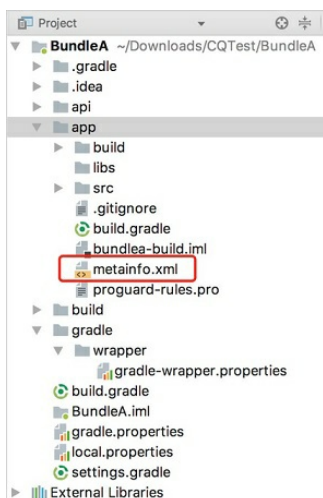 Project
BundleA ~/Downloads/CQTest/BundleA
.gradle
.idea
api
app
build
libs
src
.gitignore
build.gradle
bundlea-build.iml
metainfo.xml
proguard-rules.pro
build
gradle
wrapper
gradle-wrapper.properties
build.gradle
BundleA.iml
gradle.properties
local.properties
settings.gradle
External Libraries